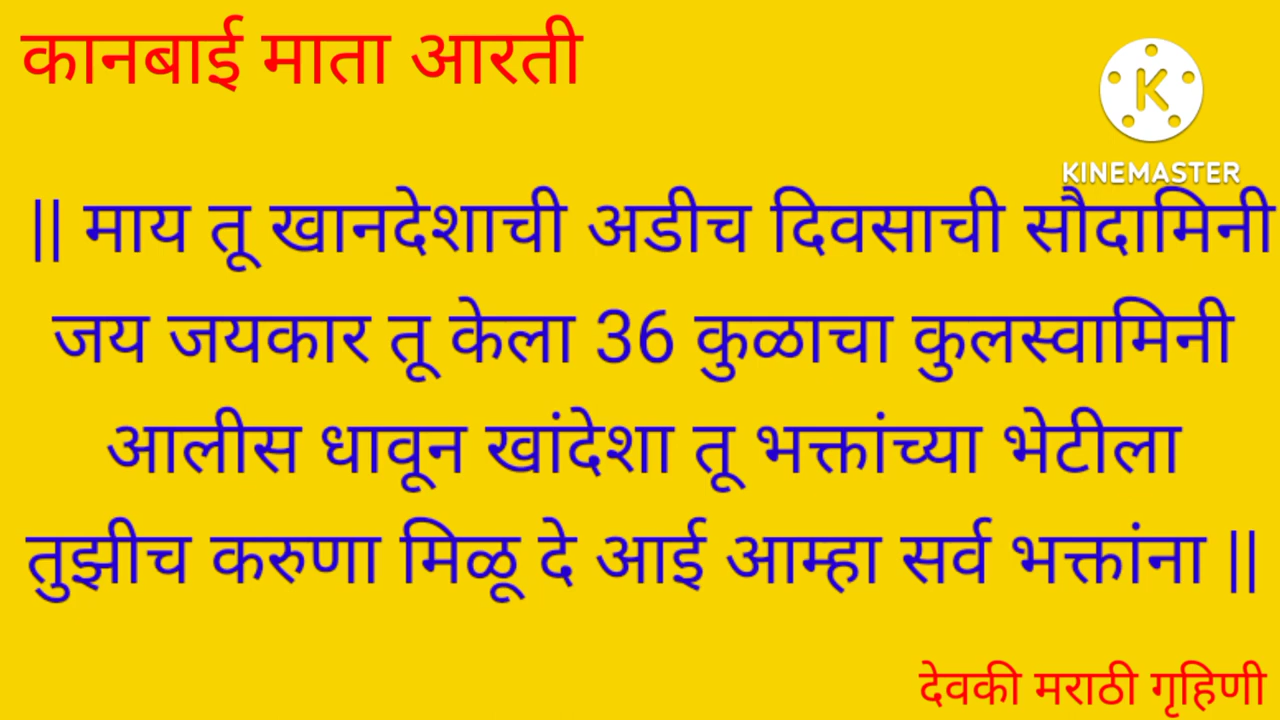 कानबाई माता आरती
K
KINEMASTER
|| माय तू खानदेशाची अडीच दिवसाची सौदामिनी
जय जयकार तू केला 36 कुळाचा कुलस्वामिनी
आलीस धावून खांदेशा तू भक्तांच्या भेटीला
तुझीच करुणा मिळू दे आई आम्हा सर्व भक्तांना ||
देवकी मराठी गृहिणी